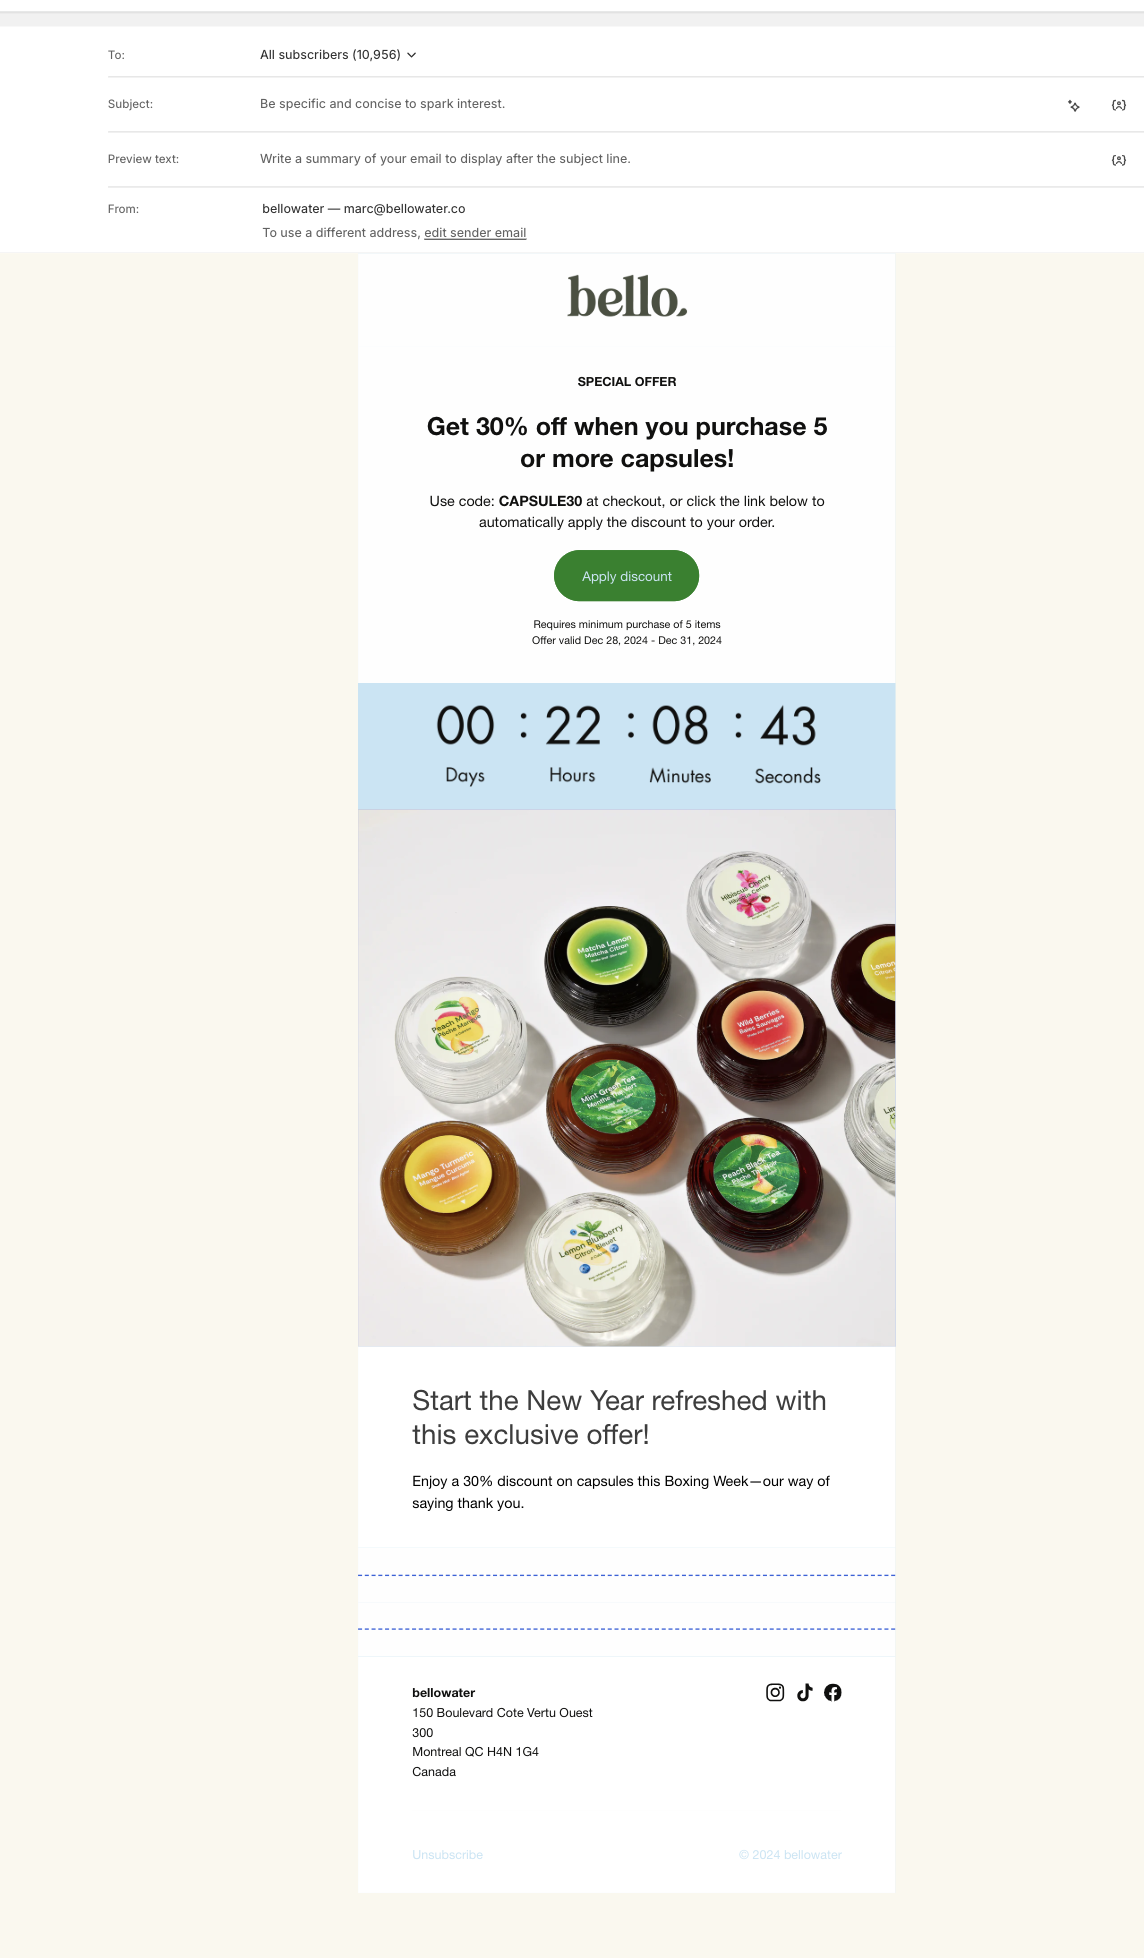 To:
All subscribers (10,956)
Subject:
Be specific and concise to spark interest.
Preview text:
Write a summary of your email to display after the subject line.
From:
bellowater — marc@bellowater.co
To use a different address, edit sender email
bello.
SPECIAL OFFER
Get 30% off when you purchase 5
or more capsules!
Use code: CAPSULE30 at checkout, or click the link below to
automatically apply the discount to your order.
Apply discount
Requires minimum purchase of 5 items
Offer valid Dec 28, 2024 - Dec 31, 2024
00 : 22 : 08 : 43
Days Hours Minutes Seconds
Hibiscus Cherry
Matcha Lemon
Matcha Citron
Lemon
Peach Mango
Pêche Mangue
Wild Berries
Baies Sauvages
Mint Green Tea
Menthe Thé Vert
Mango Turmeric
Mangue Curcuma
Peach Black Tea
Pêche Thé Noir
Lemon Blueberry
Citron Bleuet
Start the New Year refreshed with
this exclusive offer!
Enjoy a 30% discount on capsules this Boxing Week—our way of
saying thank you.
bellowater
150 Boulevard Cote Vertu Ouest
300
Montreal QC H4N 1G4
Canada
Unsubscribe
© 2024 bellowater